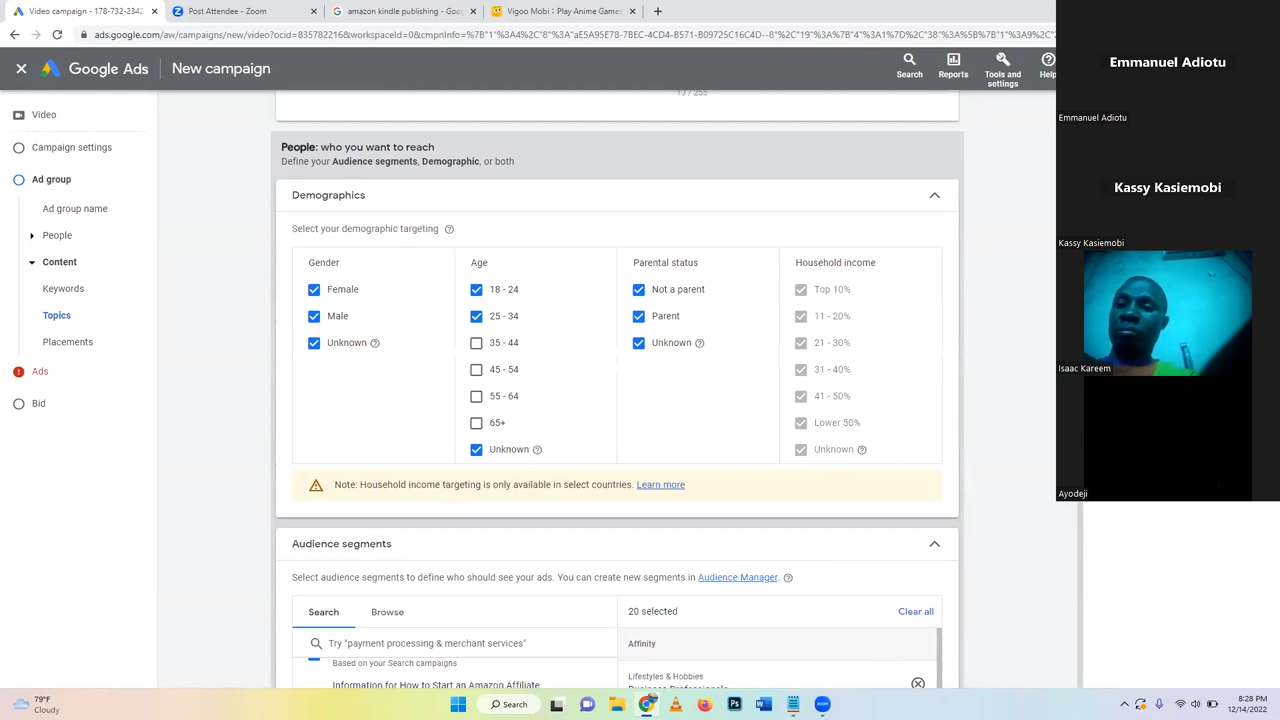 Video campaign - 178-732-2342
Post Attendee - Zoom
amazon kindle publishing - Goog
Vigoo Mobi : Play Anime Games
ads.google.com/aw/campaigns/new/video?ocid=835782216&workspaceId=0&cmpnInfo=%7B"1%3A4%2C"8%3A"aE5A95E78-7BEC-4CD4-B571-B09725C16C4D--8%2C"19%3A"%7B"4%3A1%7D%2C"38%3A%5B%7B"1%3A9%2C"
Google Ads
New campaign
Search
Reports
Tools and settings
Help
Video
Campaign settings
Ad group
Ad group name
People
Content
Keywords
Topics
Placements
Ads
Bid
13 / 255
People: who you want to reach
Define your Audience segments, Demographic, or both
Demographics
Select your demographic targeting
Gender
Female
Male
Unknown
Age
18 - 24
25 - 34
35 - 44
45 - 54
55 - 64
65+
Unknown
Parental status
Not a parent
Parent
Unknown
Household income
Top 10%
11 - 20%
21 - 30%
31 - 40%
41 - 50%
Lower 50%
Unknown
Note: Household income targeting is only available in select countries. Learn more
Audience segments
Select audience segments to define who should see your ads. You can create new segments in Audience Manager.
Search
Browse
20 selected
Clear all
Try "payment processing & merchant services"
Affinity
Based on your Search campaigns
Lifestyles & Hobbies
Information for How to Start an Amazon Affiliate
Business Professionals
Emmanuel Adiotu
Emmanuel Adiotu
Kassy Kasiemobi
Kassy Kasiemobi
Isaac Kareem
Ayodeji
79°F
Cloudy
Search
8:28 PM
12/14/2022